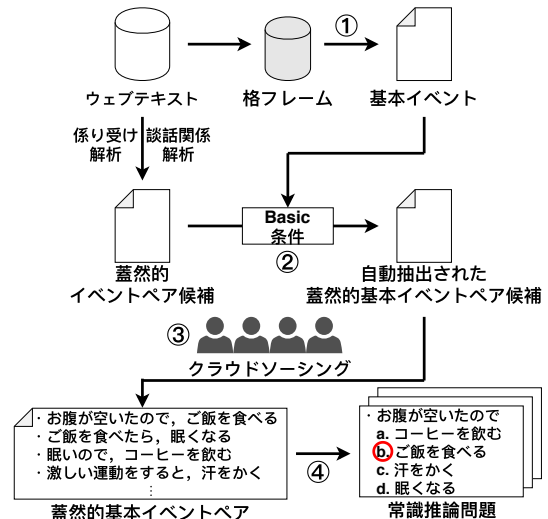 ①
ウェブテキスト
格フレーム
基本イベント
係り受け
解析
談話関係
解析
Basic
条件
②
蓋然的
イベントペア候補
自動抽出された
蓋然的基本イベントペア候補
③
クラウドソーシング
・お腹が空いたので，ご飯を食べる
・ご飯を食べたら，眠くなる
・眠いので，コーヒーを飲む
・激しい運動をすると，汗をかく
⋮
蓋然的基本イベントペア
④
・お腹が空いたので
a. コーヒーを飲む
b. ご飯を食べる
c. 汗をかく
d. 眠くなる
常識推論問題